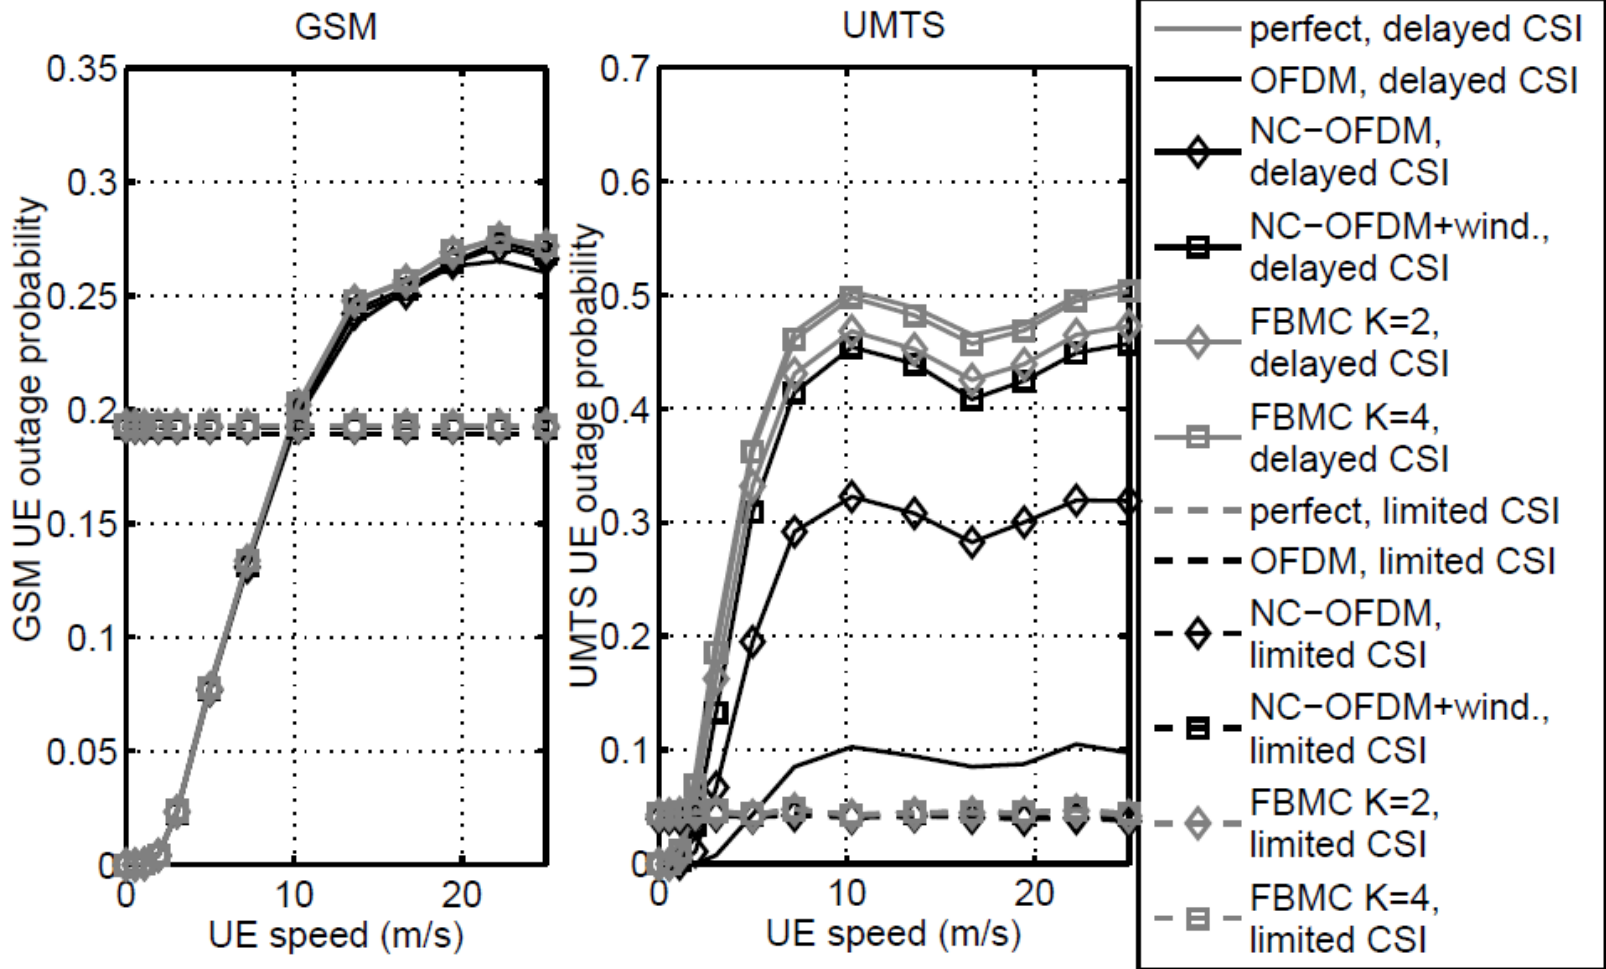 GSM
0.35
0.3
0.25
0.2
0.15
0.1
0.05
0
0
10
20
GSM UE outage probability
UE speed (m/s)
UMTS
0.7
0.6
0.5
0.4
0.3
0.2
0.1
0
0
10
20
UMTS UE outage probability
UE speed (m/s)
perfect, delayed CSI
OFDM, delayed CSI
NC−OFDM,
delayed CSI
NC−OFDM+wind.,
delayed CSI
FBMC K=2,
delayed CSI
FBMC K=4,
delayed CSI
perfect, limited CSI
OFDM, limited CSI
NC−OFDM,
limited CSI
NC−OFDM+wind.,
limited CSI
FBMC K=2,
limited CSI
FBMC K=4,
limited CSI